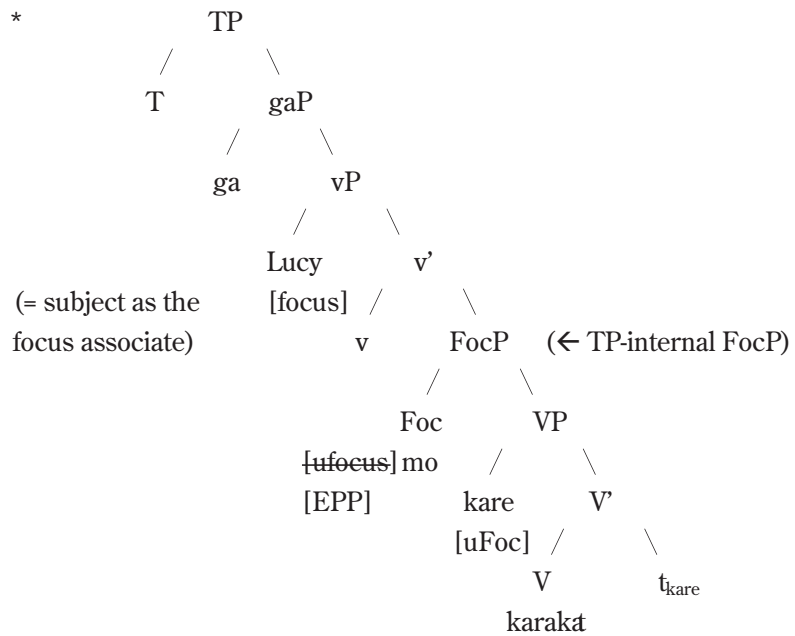 * TP
T gaP
ga vP
Lucy v’
(= subject as the [focus]
focus associate) v FocP (← TP-internal FocP)
Foc VP
[ufocus] mo
[EPP] kare V’
[uFoc]
V t kare
karakat